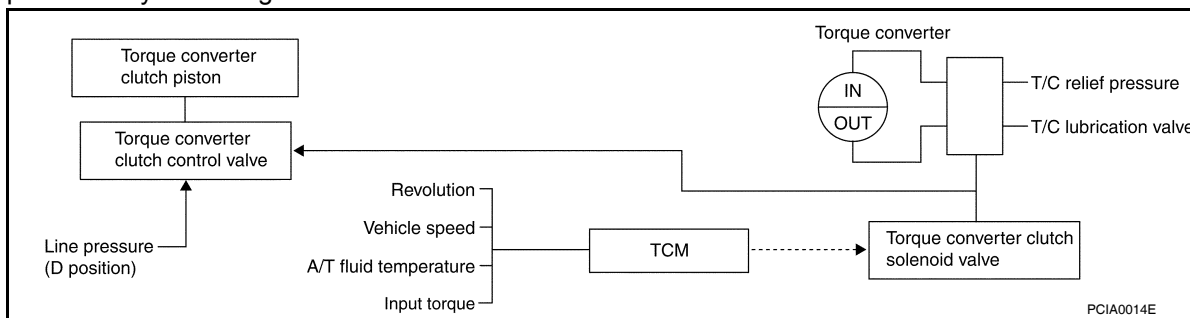 Torque converter
clutch piston
Torque converter
clutch control valve
Line pressure
(D position)
Revolution
Vehicle speed
A/T fluid temperature
Input torque
TCM
Torque converter
IN
OUT
T/C relief pressure
T/C lubrication valve
Torque converter clutch
solenoid valve
PCIA0014E